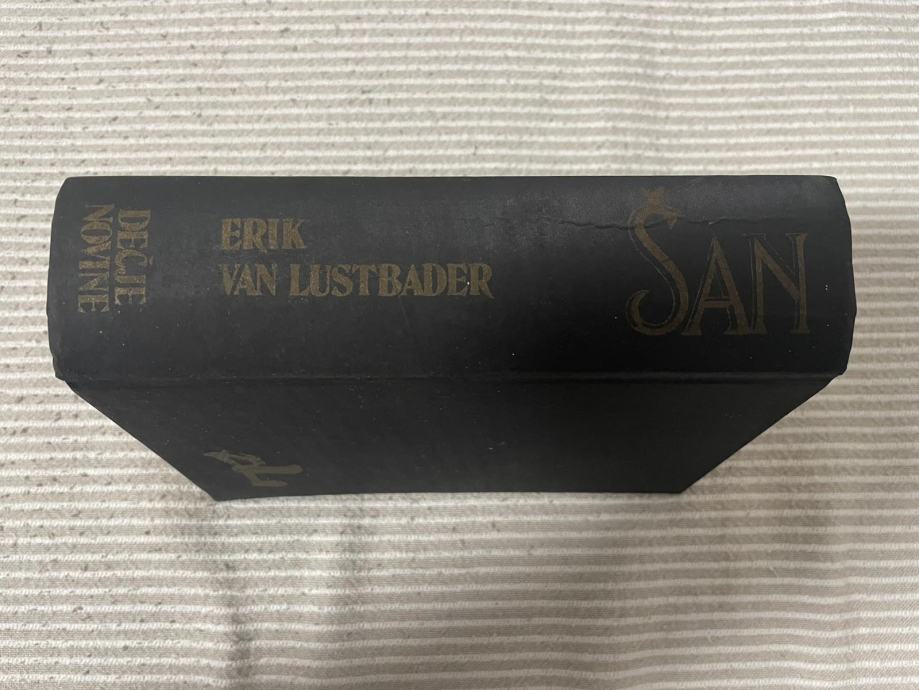 ERIK
VAN LUSTBADER
ŠAN
DEČJE
NOVINE